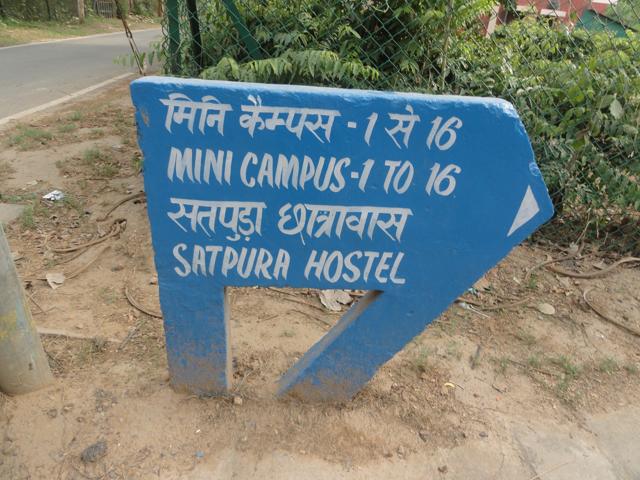 मिनि कैम्पस - 1 से 16
MINI CAMPUS-1 TO 16
सतपुड़ा छात्रावास
SATPURA HOSTEL